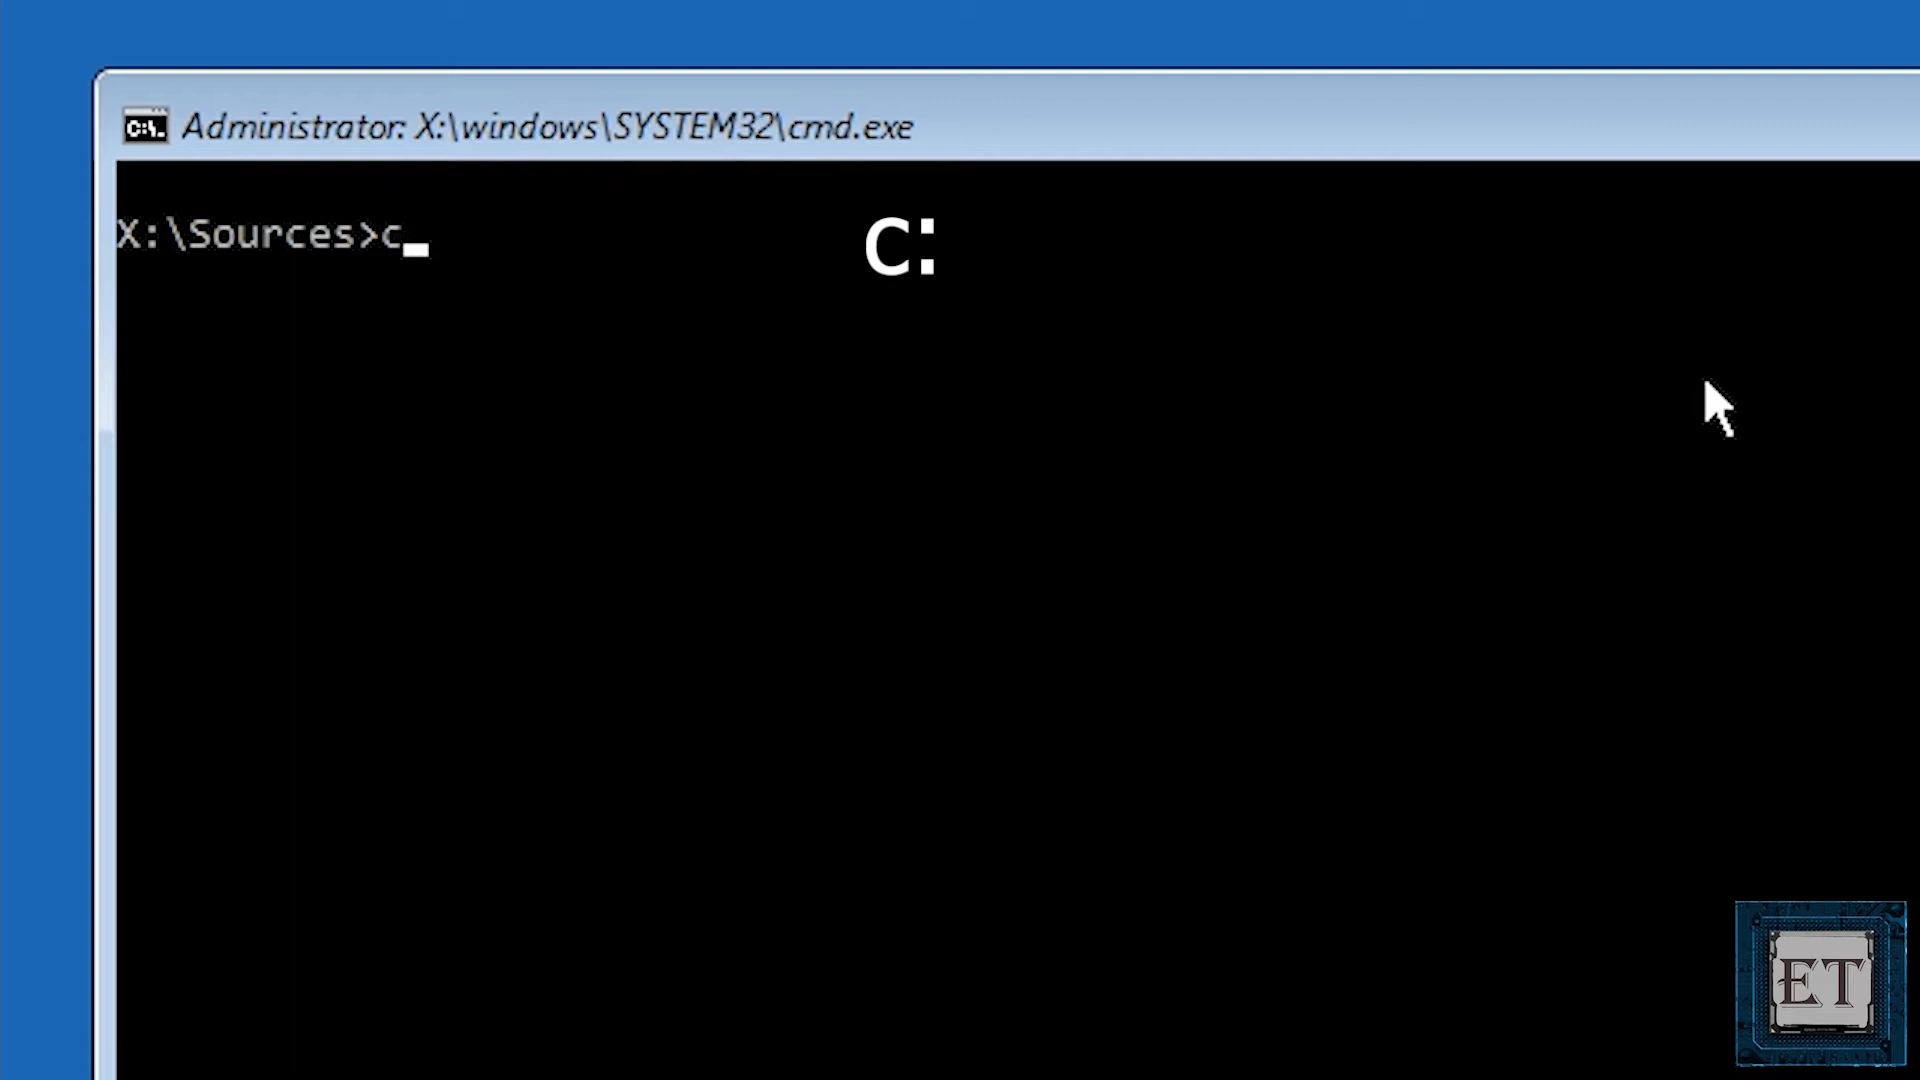 C:\.
Administrator: X:\windows\SYSTEM32\cmd.exe
X:\Sources>c
c:
ET